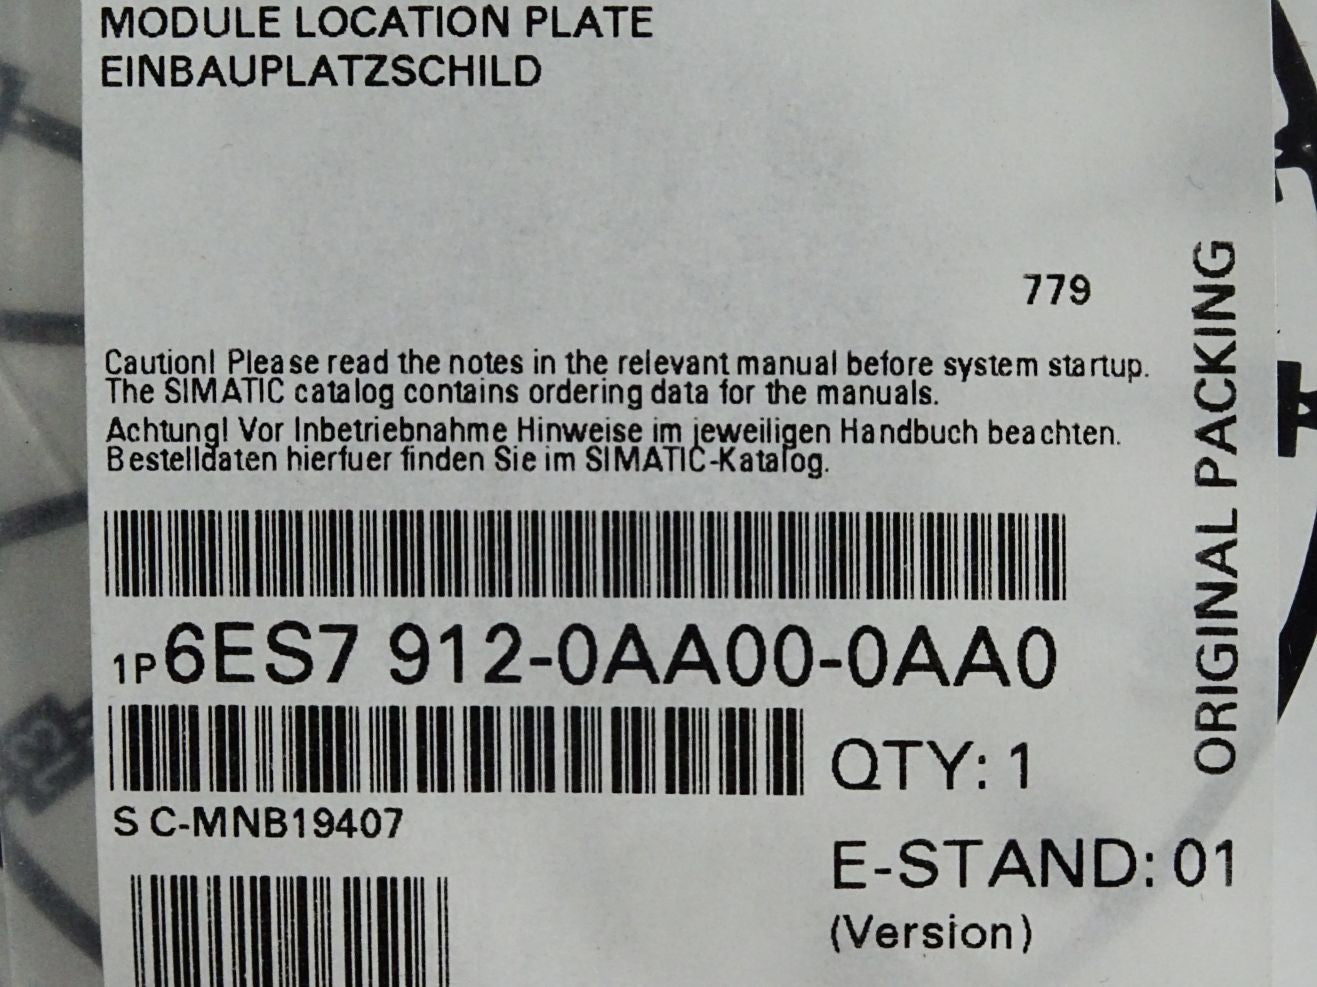 MODULE LOCATION PLATE
EINBAUPLATZSCHILD
779
Caution! Please read the notes in the relevant manual before system startup.
The SIMATIC catalog contains ordering data for the manuals.
Achtung! Vor Inbetriebnahme Hinweise im jeweiligen Handbuch beachten.
Bestelldaten hierfuer finden Sie im SIMATIC-Katalog.
1P 6ES7 912-0AA00-0AA0
QTY: 1
S C-MNB19407
E-STAND: 01
(Version)
ORIGINAL PACKING